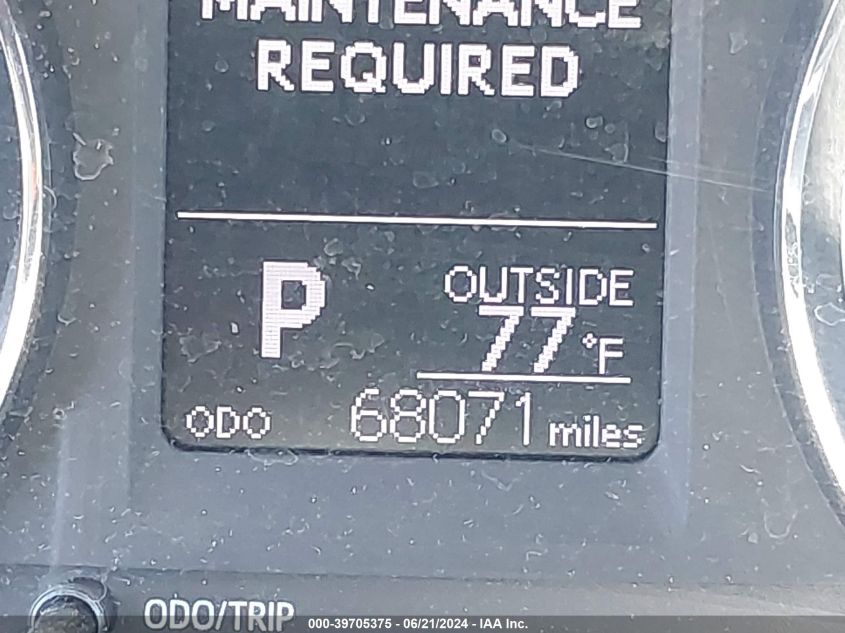 MAINTENANCE
REQUIRED
P
OUTSIDE
77°F
ODO 68071 miles
ODO/TRIP
000-39705375 - 06/21/2024 - IAA Inc.